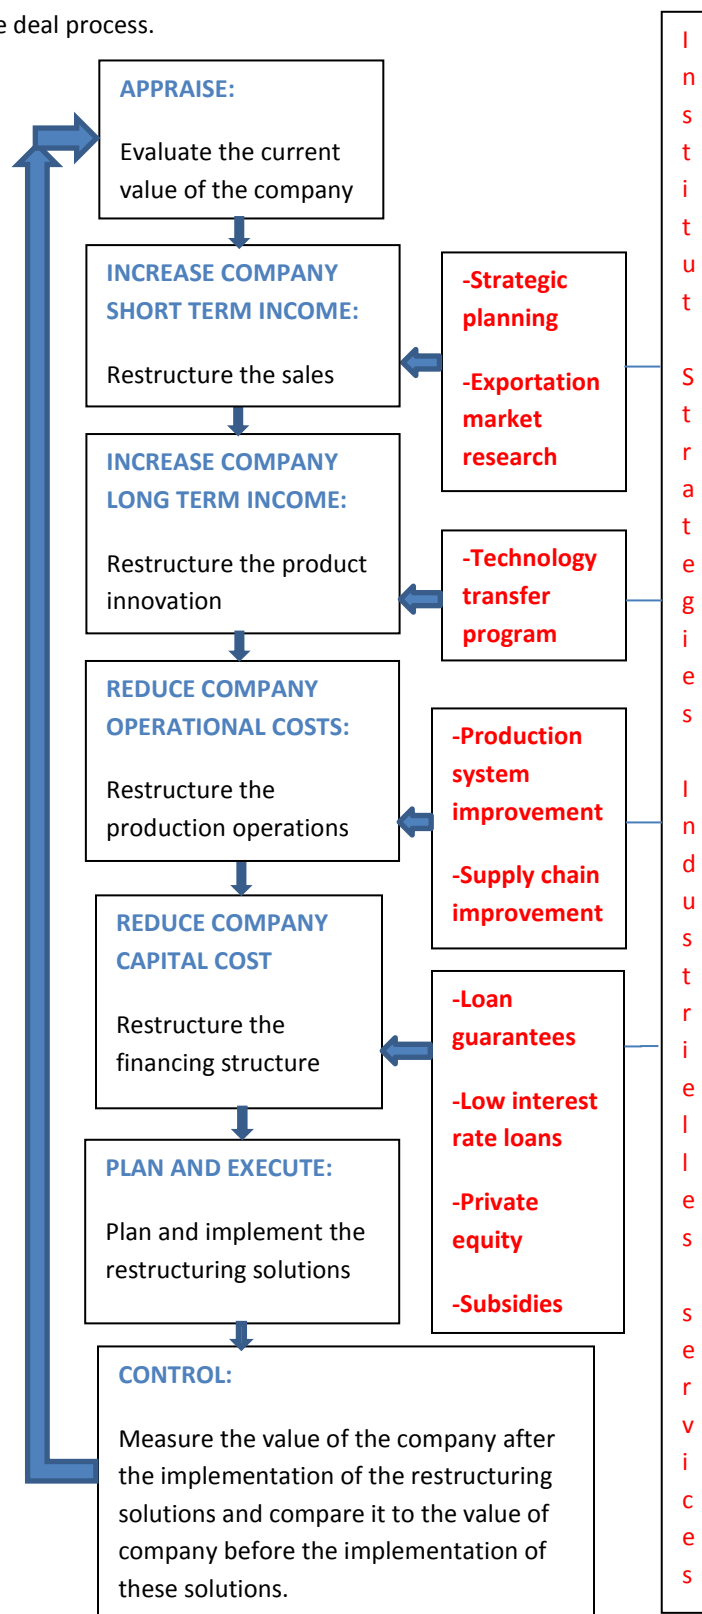 e deal process.
APPRAISE:
Evaluate the current
value of the company
INCREASE COMPANY
SHORT TERM INCOME:
Restructure the sales
-Strategic
planning
-Exportation
market
research
INCREASE COMPANY
LONG TERM INCOME:
Restructure the product
innovation
-Technology
transfer
program
REDUCE COMPANY
OPERATIONAL COSTS:
Restructure the
production operations
-Production
system
improvement
-Supply chain
improvement
REDUCE COMPANY
CAPITAL COST
Restructure the
financing structure
-Loan
guarantees
-Low interest
rate loans
-Private
equity
-Subsidies
PLAN AND EXECUTE:
Plan and implement the
restructuring solutions
CONTROL:
Measure the value of the company after
the implementation of the restructuring
solutions and compare it to the value of
company before the implementation of
these solutions.
Institut Strategies Industrielles services